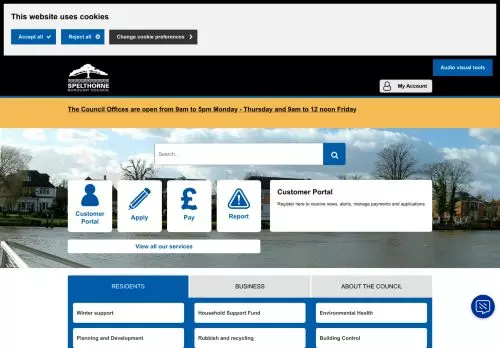 This website uses cookies
Accept all
Reject all
Change cookie preferences
Audio visual tools
SPELTHORNE
BOROUGH COUNCIL
My Account
The Council Offices are open from 9am to 5pm Monday - Thursday and 9am to 12 noon Friday
Search...
Customer Portal
Apply
Pay
Report
Customer Portal
Register here to receive news, alerts, manage payments and applications
View all our services
RESIDENTS
BUSINESS
ABOUT THE COUNCIL
Winter support
Household Support Fund
Environmental Health
Planning and Development
Rubbish and recycling
Building Control